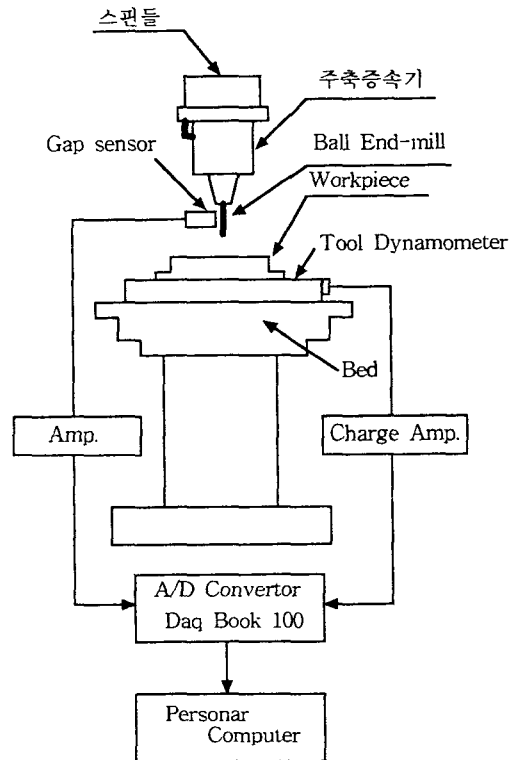 스핀들
주축증속기
Gap sensor
Ball End-mill
Workpiece
Tool Dynamometer
Bed
Amp.
Charge Amp.
A/D Convertor
Daq Book 100
Personar
Computer